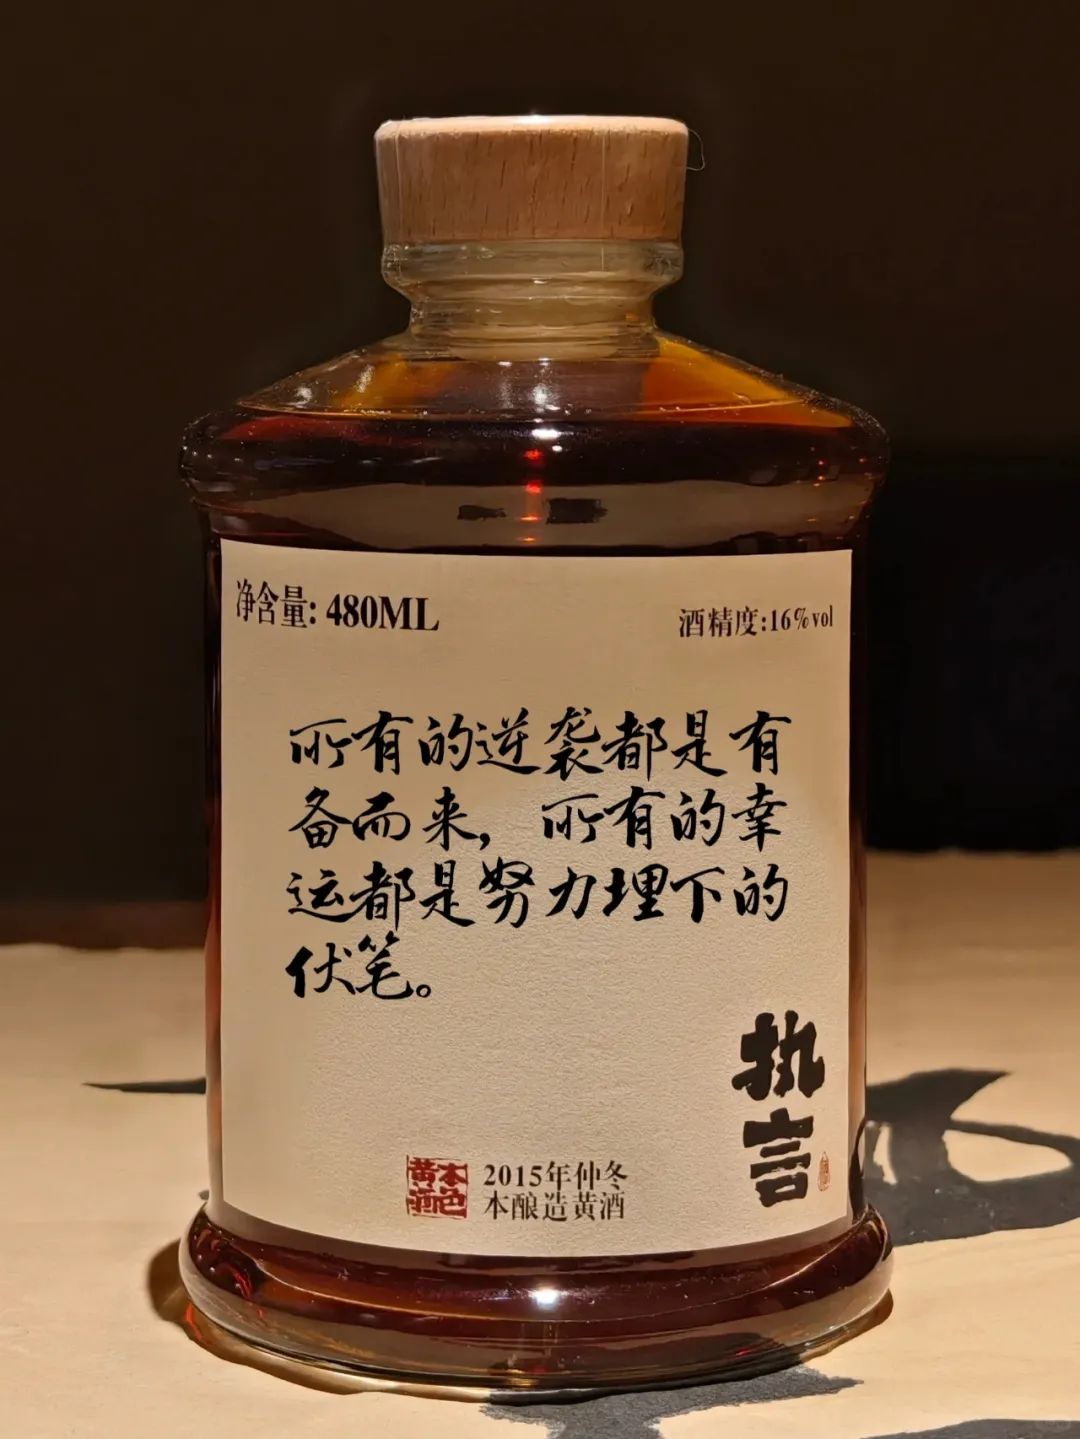 净含量: 480ML
酒精度:16%vol
所有的逆袭都是有
备而来，所有的幸
运都是努力埋下的
伏笔。
执言
本色黄酒
2015年仲冬
本酿造黄酒